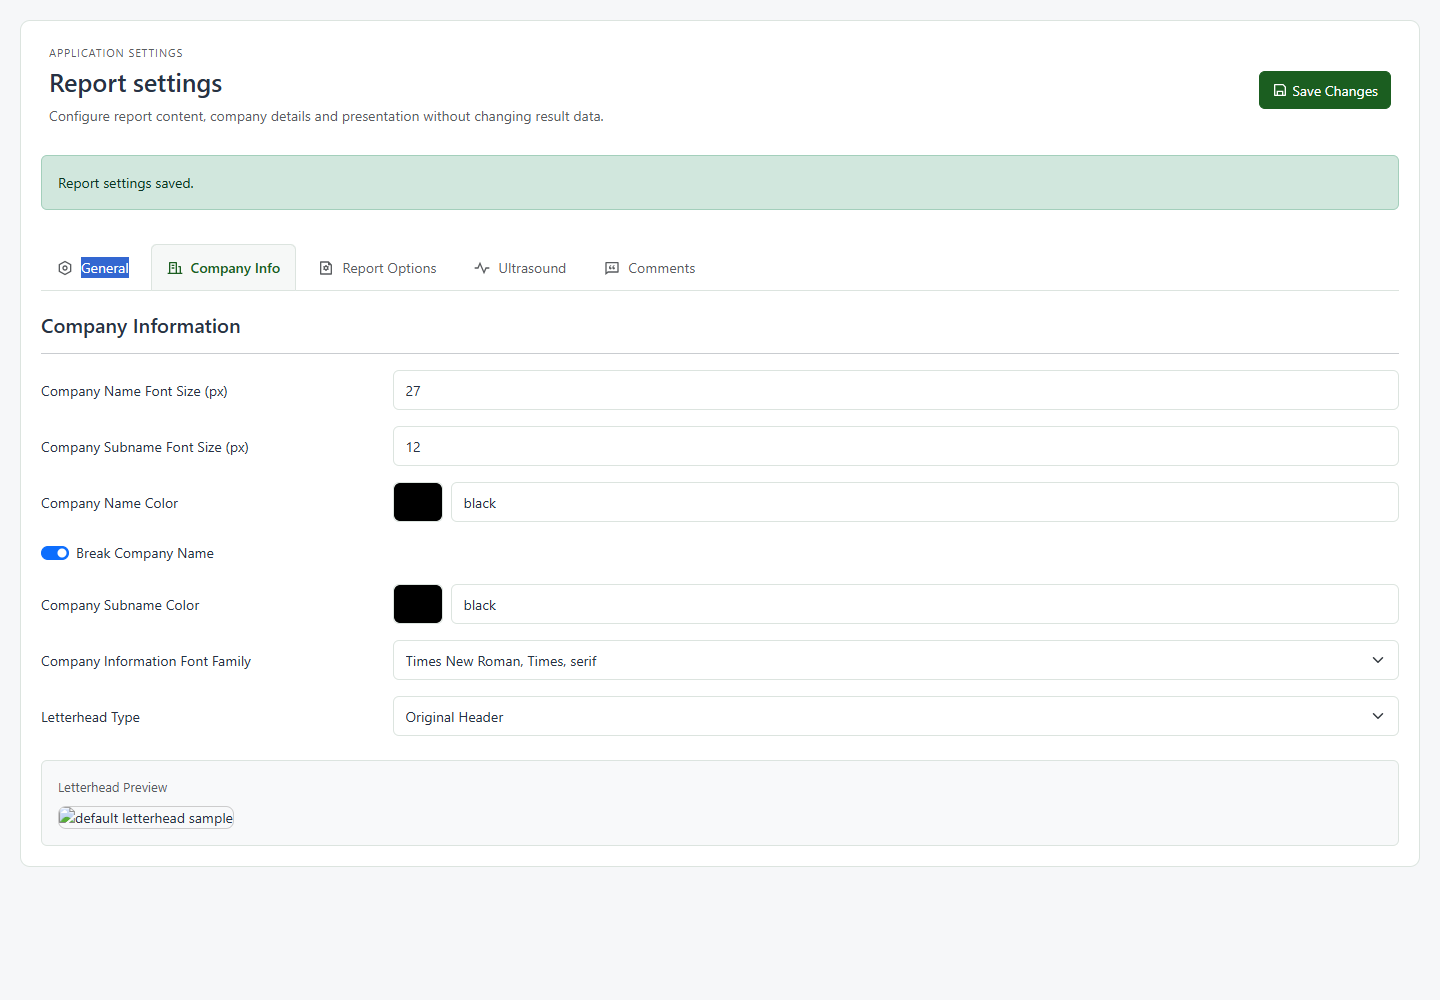 APPLICATION SETTINGS
Report settings
Configure report content, company details and presentation without changing result data.
Save Changes
Report settings saved.
General
Company Info
Report Options
Ultrasound
Comments
Company Information
Company Name Font Size (px)
27
Company Subname Font Size (px)
12
Company Name Color
black
Break Company Name
Company Subname Color
black
Company Information Font Family
Times New Roman, Times, serif
Letterhead Type
Original Header
Letterhead Preview
default letterhead sample